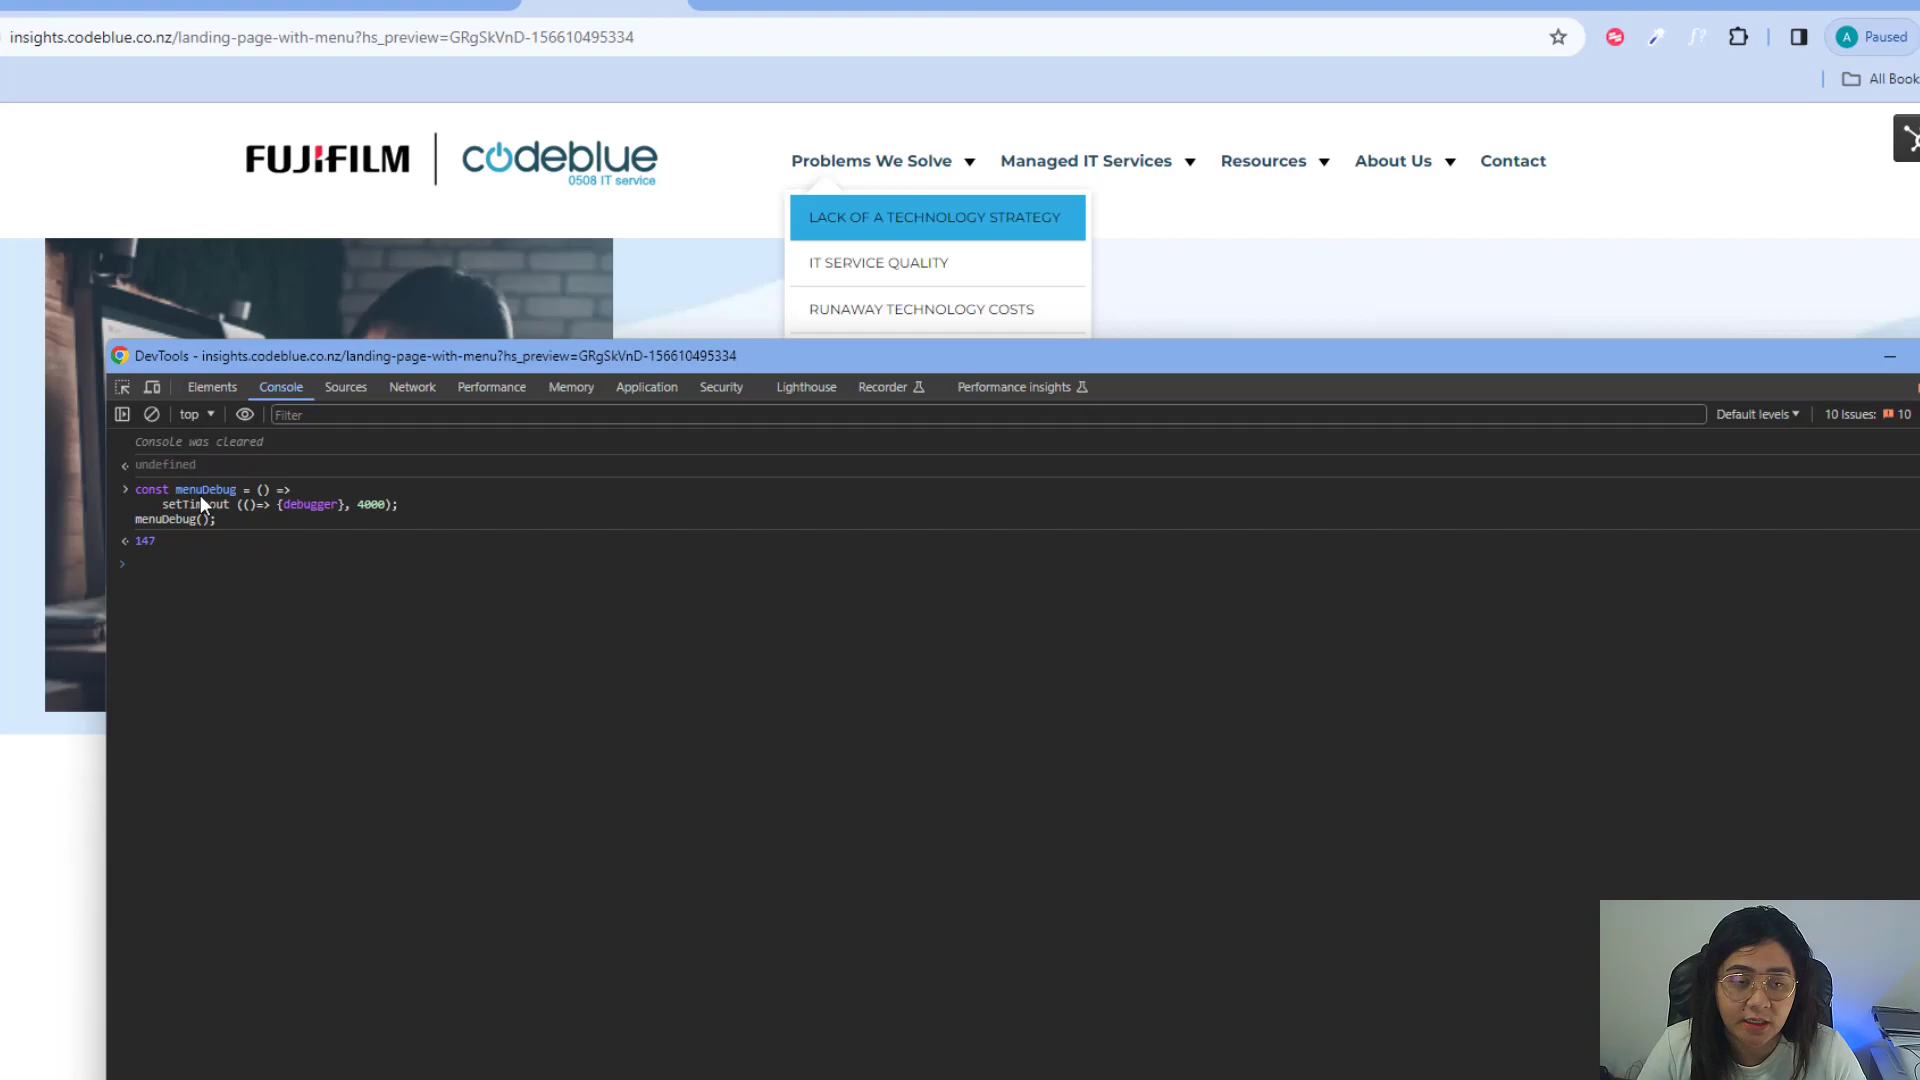 insights.codeblue.co.nz/landing-page-with-menu?hs_preview=GRgSkVnD-156610495334
f?
A Paused
All Book
FUJIFILM codeblue
0508 IT service
Problems We Solve Managed IT Services Resources About Us Contact
LACK OF A TECHNOLOGY STRATEGY
IT SERVICE QUALITY
RUNAWAY TECHNOLOGY COSTS
DevTools - insights.codeblue.co.nz/landing-page-with-menu?hs_preview=GRgSkVnD-156610495334
Elements Console Sources Network Performance Memory Application Security Lighthouse Recorder Performance insights
top Filter Default levels 10 Issues: 10
Console was cleared
undefined
const menuDebug = () =>
setTimeout (()=> {debugger}, 4000);
menuDebug();
147